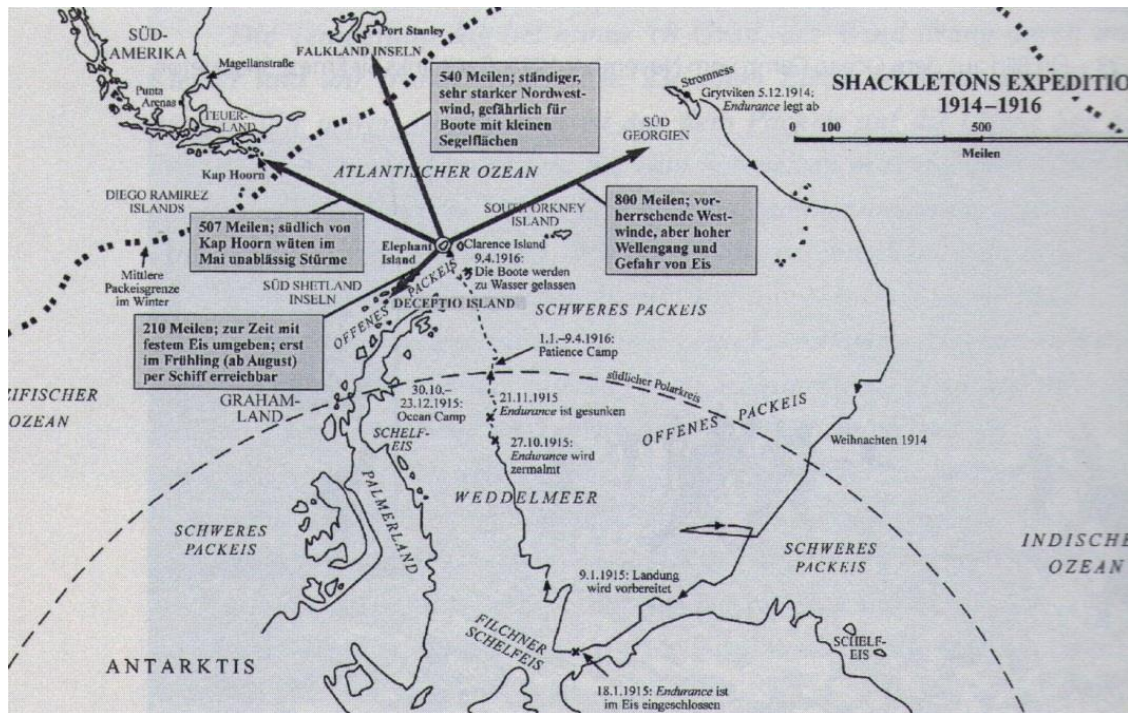 SÜD-
AMERIKA
Port Stanley
FALKLAND INSELN
Magellanstraße
Punta
Arenas
FEUER-
LAND
Kap Hoorn
DIEGO RAMIREZ
ISLANDS
540 Meilen; ständiger,
sehr starker Nordwest-
wind, gefährlich für
Boote mit kleinen
Segelflächen
Stromness
Grytviken 5.12.1914;
Endurance legt ab
SÜD
GEORGIEN
SHACKLETONS EXPEDITIO
1914–1916
0 100 500
Meilen
ATLANTISCHER OZEAN
507 Meilen; südlich von
Kap Hoorn wüten im
Mai unablässig Stürme
SOUTH ORKNEY
ISLAND
800 Meilen; vor-
herrschende West-
winde, aber hoher
Wellengang und
Gefahr von Eis
Mittlere
Packeisgrenze
im Winter
Elephant
Island
Clarence Island
9.4.1916:
Die Boote werden
zu Wasser gelassen
SÜD SHETLAND
INSELN
OFFENES PACKEIS
DECEPTIO ISLAND
SCHWERES PACKEIS
210 Meilen; zur Zeit mit
festem Eis umgeben; erst
im Frühling (ab August)
per Schiff erreichbar
1.1.–9.4.1916:
Patience Camp
südlicher Polarkreis
ZIFISCHER
OZEAN
GRAHAM-
LAND
30.10.–
23.12.1915:
Ocean Camp
21.11.1915
Endurance ist gesunken
OFFENES PACKEIS
Weihnachten 1914
SCHELF-
EIS
27.10.1915:
Endurance wird
zermalmt
PALMERLAND
WEDDELMEER
SCHWERES
PACKEIS
SCHWERES
PACKEIS
INDISCHE
OZEAN
9.1.1915: Landung
wird vorbereitet
FILCHNER
SCHELFEIS
SCHELF-
EIS
ANTARKTIS
18.1.1915: Endurance ist
im Eis eingeschlossen